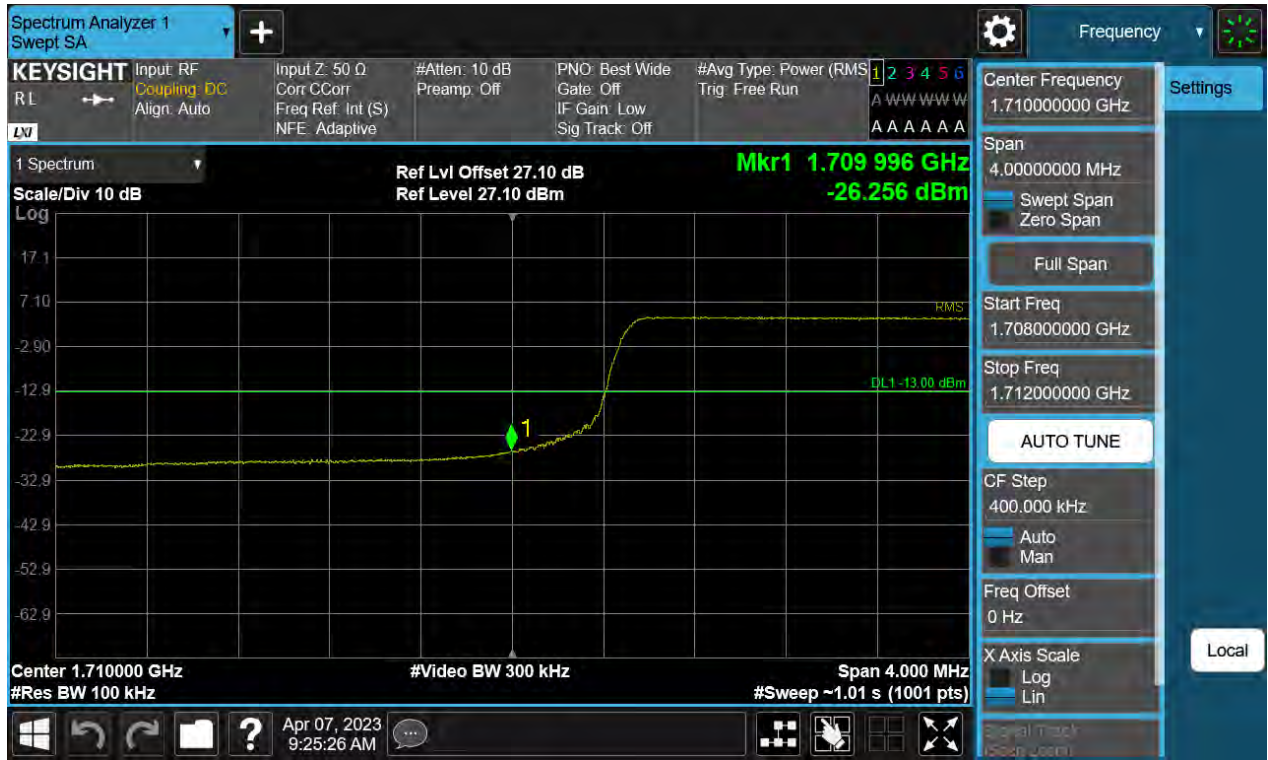 Spectrum Analyzer 1
Swept SA
Frequency
KEYSIGHT
RL
LXI
Input: RF
Coupling: DC
Align: Auto
Input Z: 50 Ω
Corr CCorr
Freq Ref: Int (S)
NFE: Adaptive
#Atten: 10 dB
Preamp: Off
PNO: Best Wide
Gate: Off
IF Gain: Low
Sig Track: Off
#Avg Type: Power (RMS
Trig: Free Run
1 2 3 4 5 6
A W W W W W
A A A A A A
1 Spectrum
Scale/Div 10 dB
Ref Lvl Offset 27.10 dB
Ref Level 27.10 dBm
Mkr1 1.709 996 GHz
-26.256 dBm
Log
17.1
7.10
-2.90
-12.9
-22.9
-32.9
-42.9
-52.9
-62.9
RMS
DL1 -13.00 dBm
1
Center 1.710000 GHz
#Video BW 300 kHz
Span 4.000 MHz
#Res BW 100 kHz
#Sweep ~1.01 s (1001 pts)
Apr 07, 2023
9:25:26 AM
Center Frequency
1.710000000 GHz
Settings
Span
4.00000000 MHz
Swept Span
Zero Span
Full Span
Start Freq
1.708000000 GHz
Stop Freq
1.712000000 GHz
AUTO TUNE
CF Step
400.000 kHz
Auto
Man
Freq Offset
0 Hz
X Axis Scale
Log
Lin
Local
Signal Track
(Span Zoom)